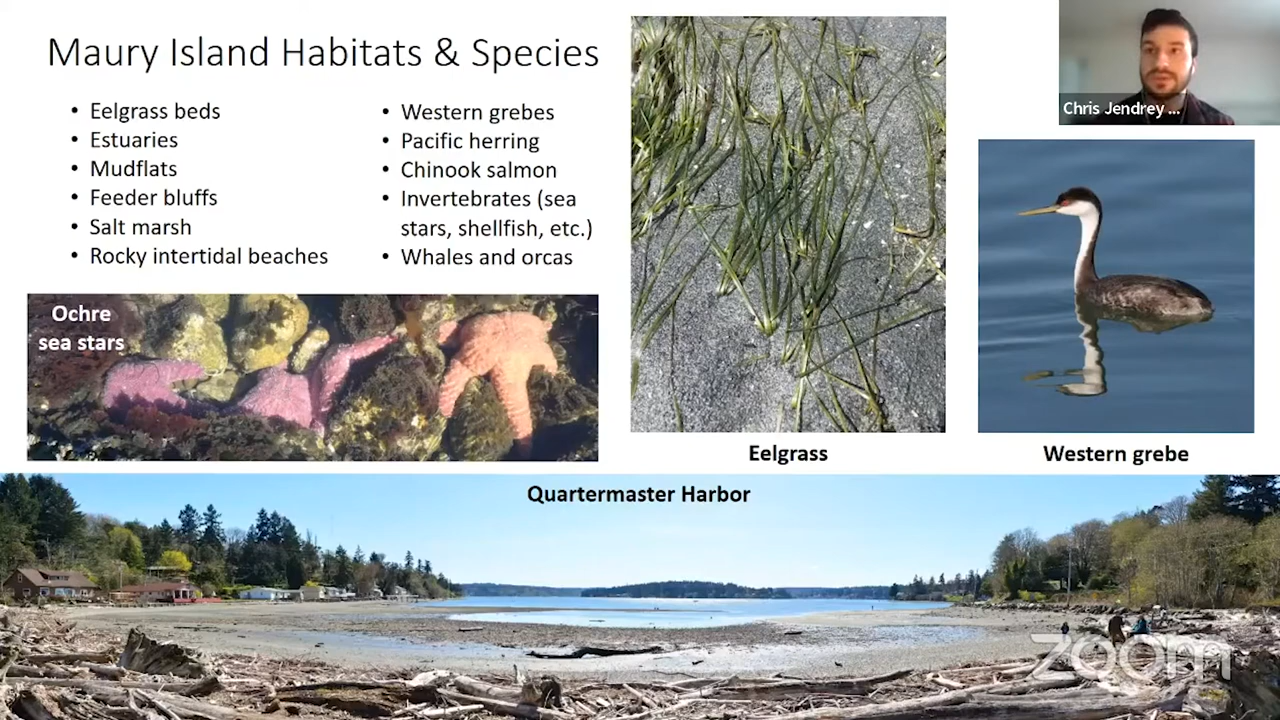 Maury Island Habitats & Species
• Eelgrass beds
• Estuaries
• Mudflats
• Feeder bluffs
• Salt marsh
• Rocky intertidal beaches
• Western grebes
• Pacific herring
• Chinook salmon
• Invertebrates (sea
stars, shellfish, etc.)
• Whales and orcas
Chris Jendrey ...
Ochre
sea stars
Eelgrass
Western grebe
Quartermaster Harbor
zoom